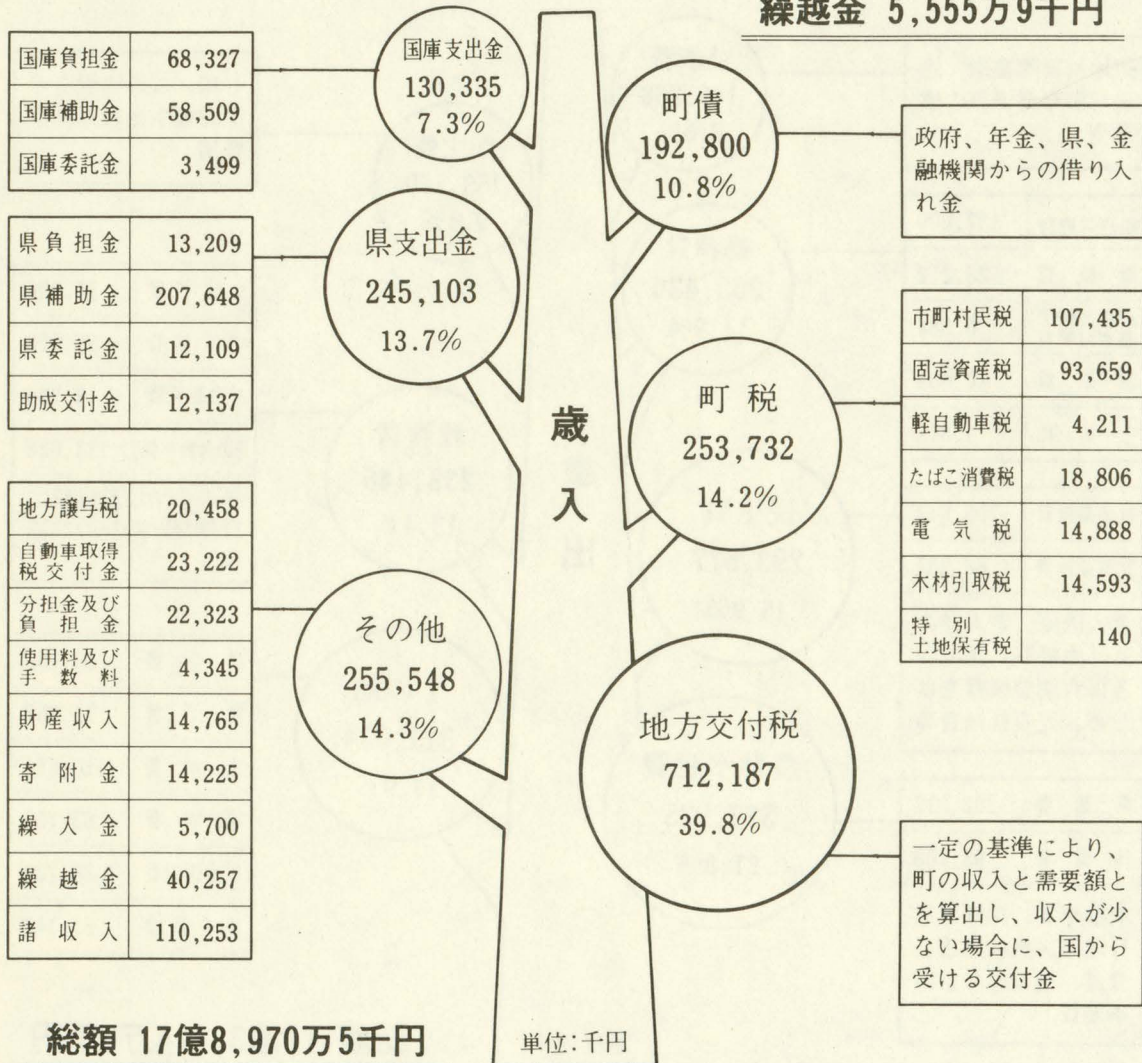 繰越金 5,555万9千円
国庫負担金 68,327
国庫補助金 58,509
国庫委託金 3,499
国庫支出金
130,335
7.3%
県負担金 13,209
県補助金 207,648
県委託金 12,109
助成交付金 12,137
県支出金
245,103
13.7%
地方譲与税 20,458
自動車取得
税交付金 23,222
分担金及び
負担金 22,323
使用料及び
手数料 4,345
財産収入 14,765
寄附金 14,225
繰入金 5,700
繰越金 40,257
諸収入 110,253
その他
255,548
14.3%
歳入
町債
192,800
10.8%
政府、年金、県、金
融機関からの借り入
れ金
町税
253,732
14.2%
市町村民税 107,435
固定資産税 93,659
軽自動車税 4,211
たばこ消費税 18,806
電気税 14,888
木材引取税 14,593
特別
土地保有税 140
地方交付税
712,187
39.8%
一定の基準により、
町の収入と需要額と
を算出し、収入が少
ない場合に、国から
受ける交付金
総額 17億8,970万5千円
単位:千円